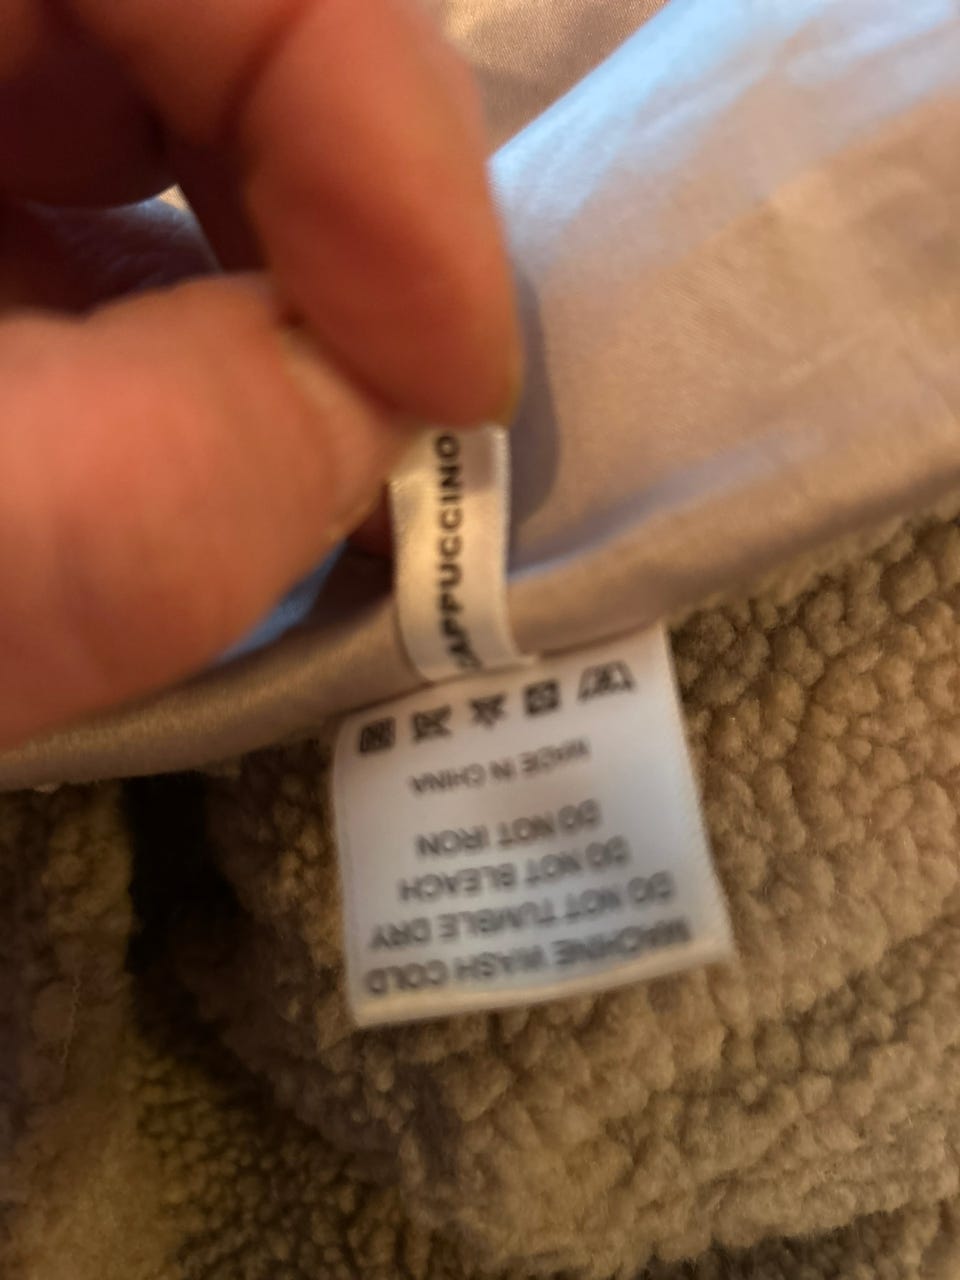 CAPPUCCINO
MACHINE WASH COLD
DO NOT TUMBLE DRY
DO NOT BLEACH
DO NOT IRON
MADE IN CHINA